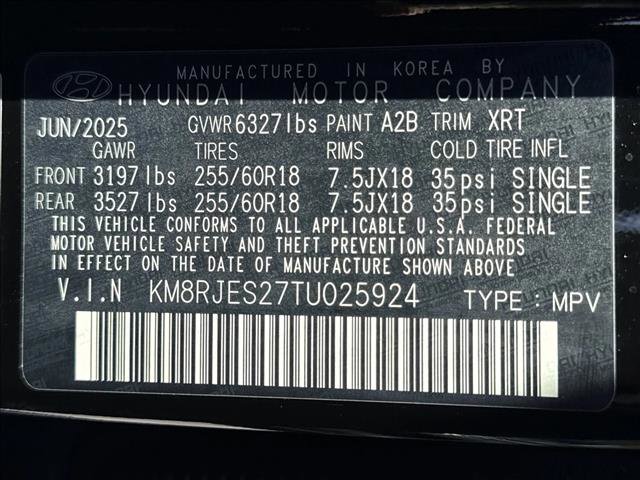 MANUFACTURED IN KOREA BY
HYUNDAI MOTOR COMPANY
JUN/2025 GVWR 6327lbs PAINT A2B TRIM XRT
GAWR TIRES RIMS COLD TIRE INFL
FRONT 3197lbs 255/60R18 7.5JX18 35psi SINGLE
REAR 3527lbs 255/60R18 7.5JX18 35psi SINGLE
THIS VEHICLE CONFORMS TO ALL APPLICABLE U.S.A. FEDERAL
MOTOR VEHICLE SAFETY AND THEFT PREVENTION STANDARDS
IN EFFECT ON THE DATE OF MANUFACTURE SHOWN ABOVE
V.I.N KM8RJES27TU025924 TYPE : MPV